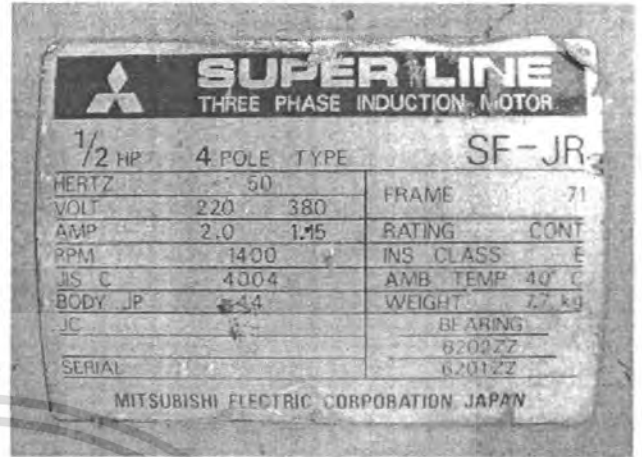 SUPER LINE
THREE PHASE INDUCTION MOTOR
1/2 HP 4 POLE TYPE SF-JR
HERTZ 50
FRAME 71
VOLT 220 380
AMP 2.0 1.15
RATING CONT
RPM 1400
INS CLASS E
JIS C 4004
AMB TEMP 40° C
BODY JP 44
WEIGHT 7.7 kg
JC
BEARING
6202ZZ
SERIAL
6201ZZ
MITSUBISHI ELECTRIC CORPORATION JAPAN